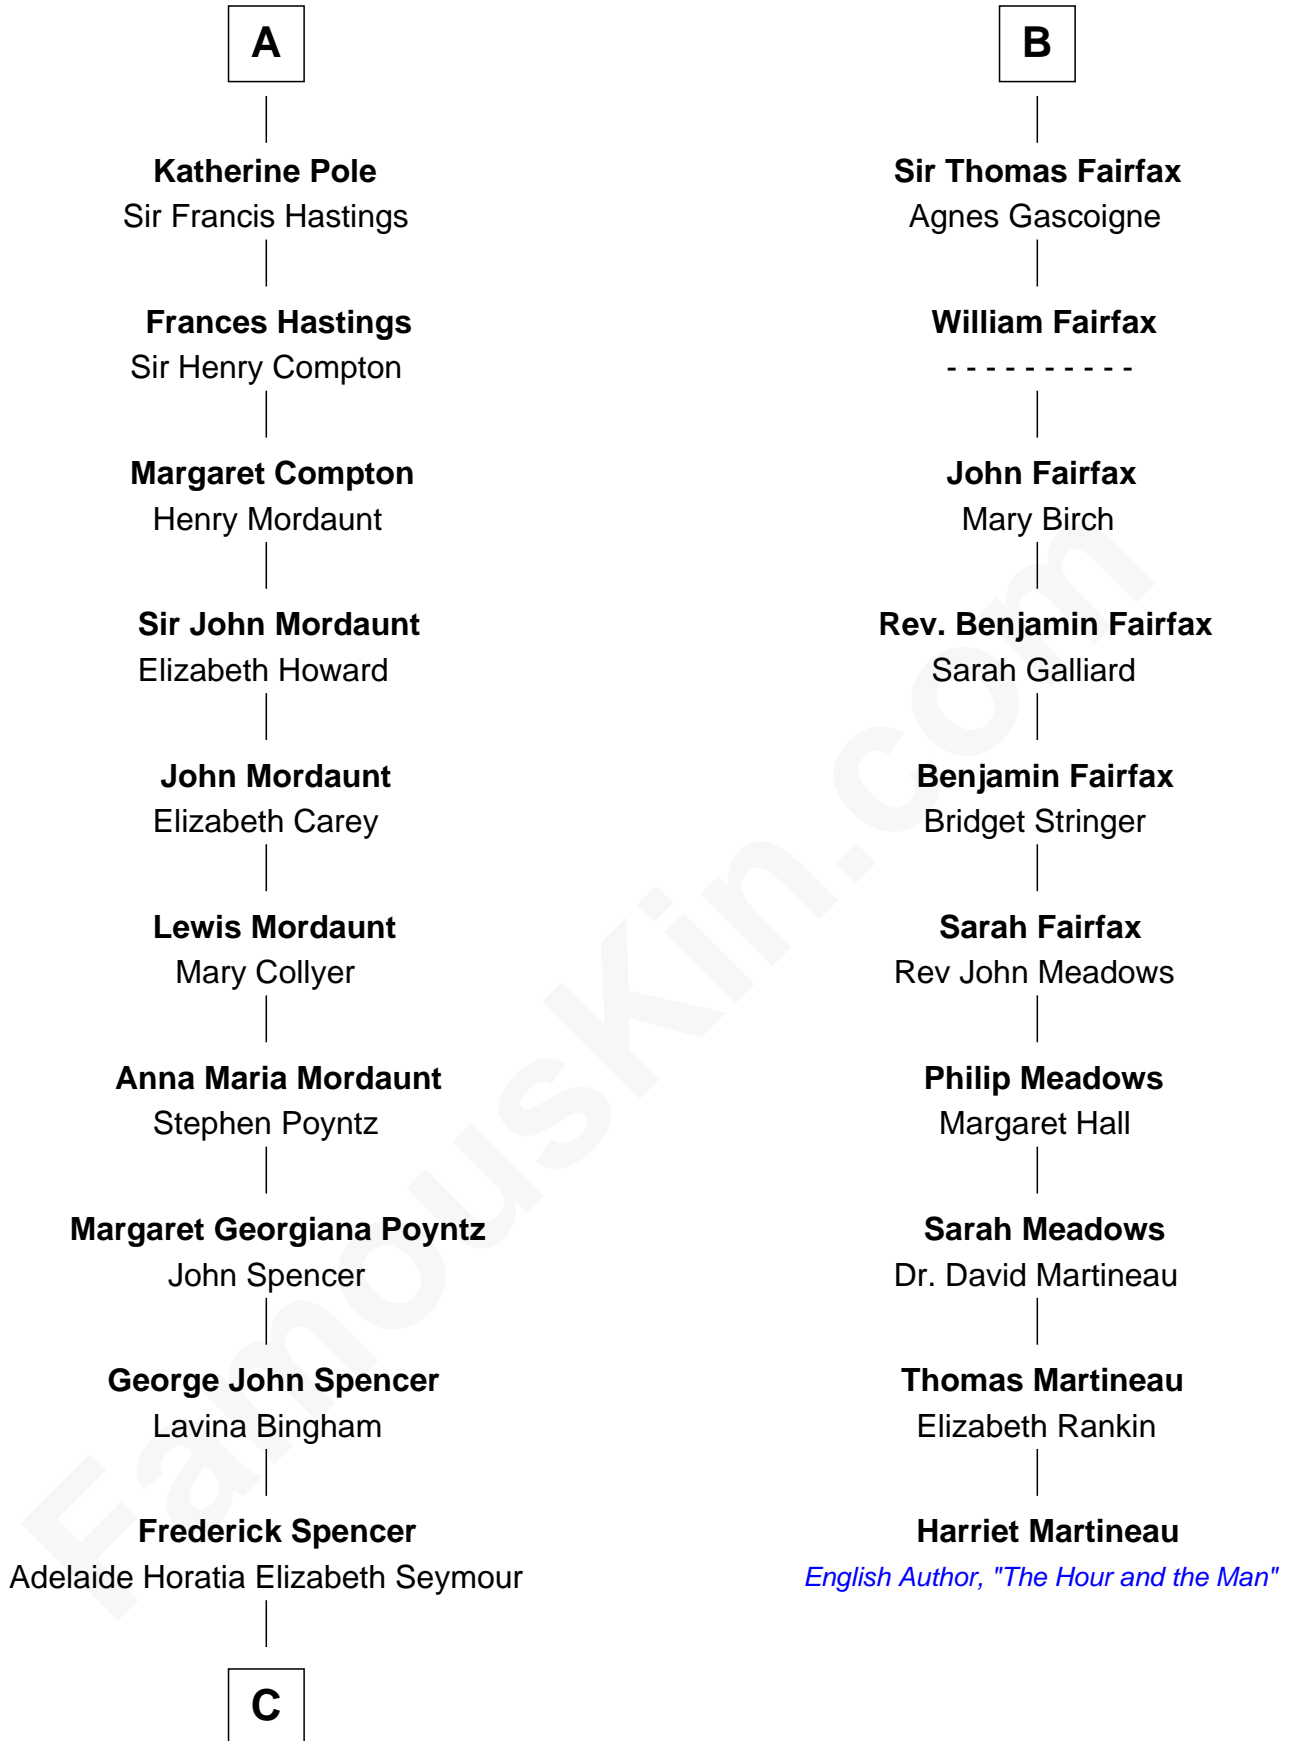 A
Katherine Pole
Sir Francis Hastings
Frances Hastings
Sir Henry Compton
Margaret Compton
Henry Mordaunt
Sir John Mordaunt
Elizabeth Howard
John Mordaunt
Elizabeth Carey
Lewis Mordaunt
Mary Collyer
Anna Maria Mordaunt
Stephen Poyntz
Margaret Georgiana Poyntz
John Spencer
George John Spencer
Lavina Bingham
Frederick Spencer
Adelaide Horatia Elizabeth Seymour
C
B
Sir Thomas Fairfax
Agnes Gascoigne
William Fairfax
- - - - - - - - - -
John Fairfax
Mary Birch
Rev. Benjamin Fairfax
Sarah Galliard
Benjamin Fairfax
Bridget Stringer
Sarah Fairfax
Rev John Meadows
Philip Meadows
Margaret Hall
Sarah Meadows
Dr. David Martineau
Thomas Martineau
Elizabeth Rankin
Harriet Martineau
English Author, "The Hour and the Man"
FamousKin.com